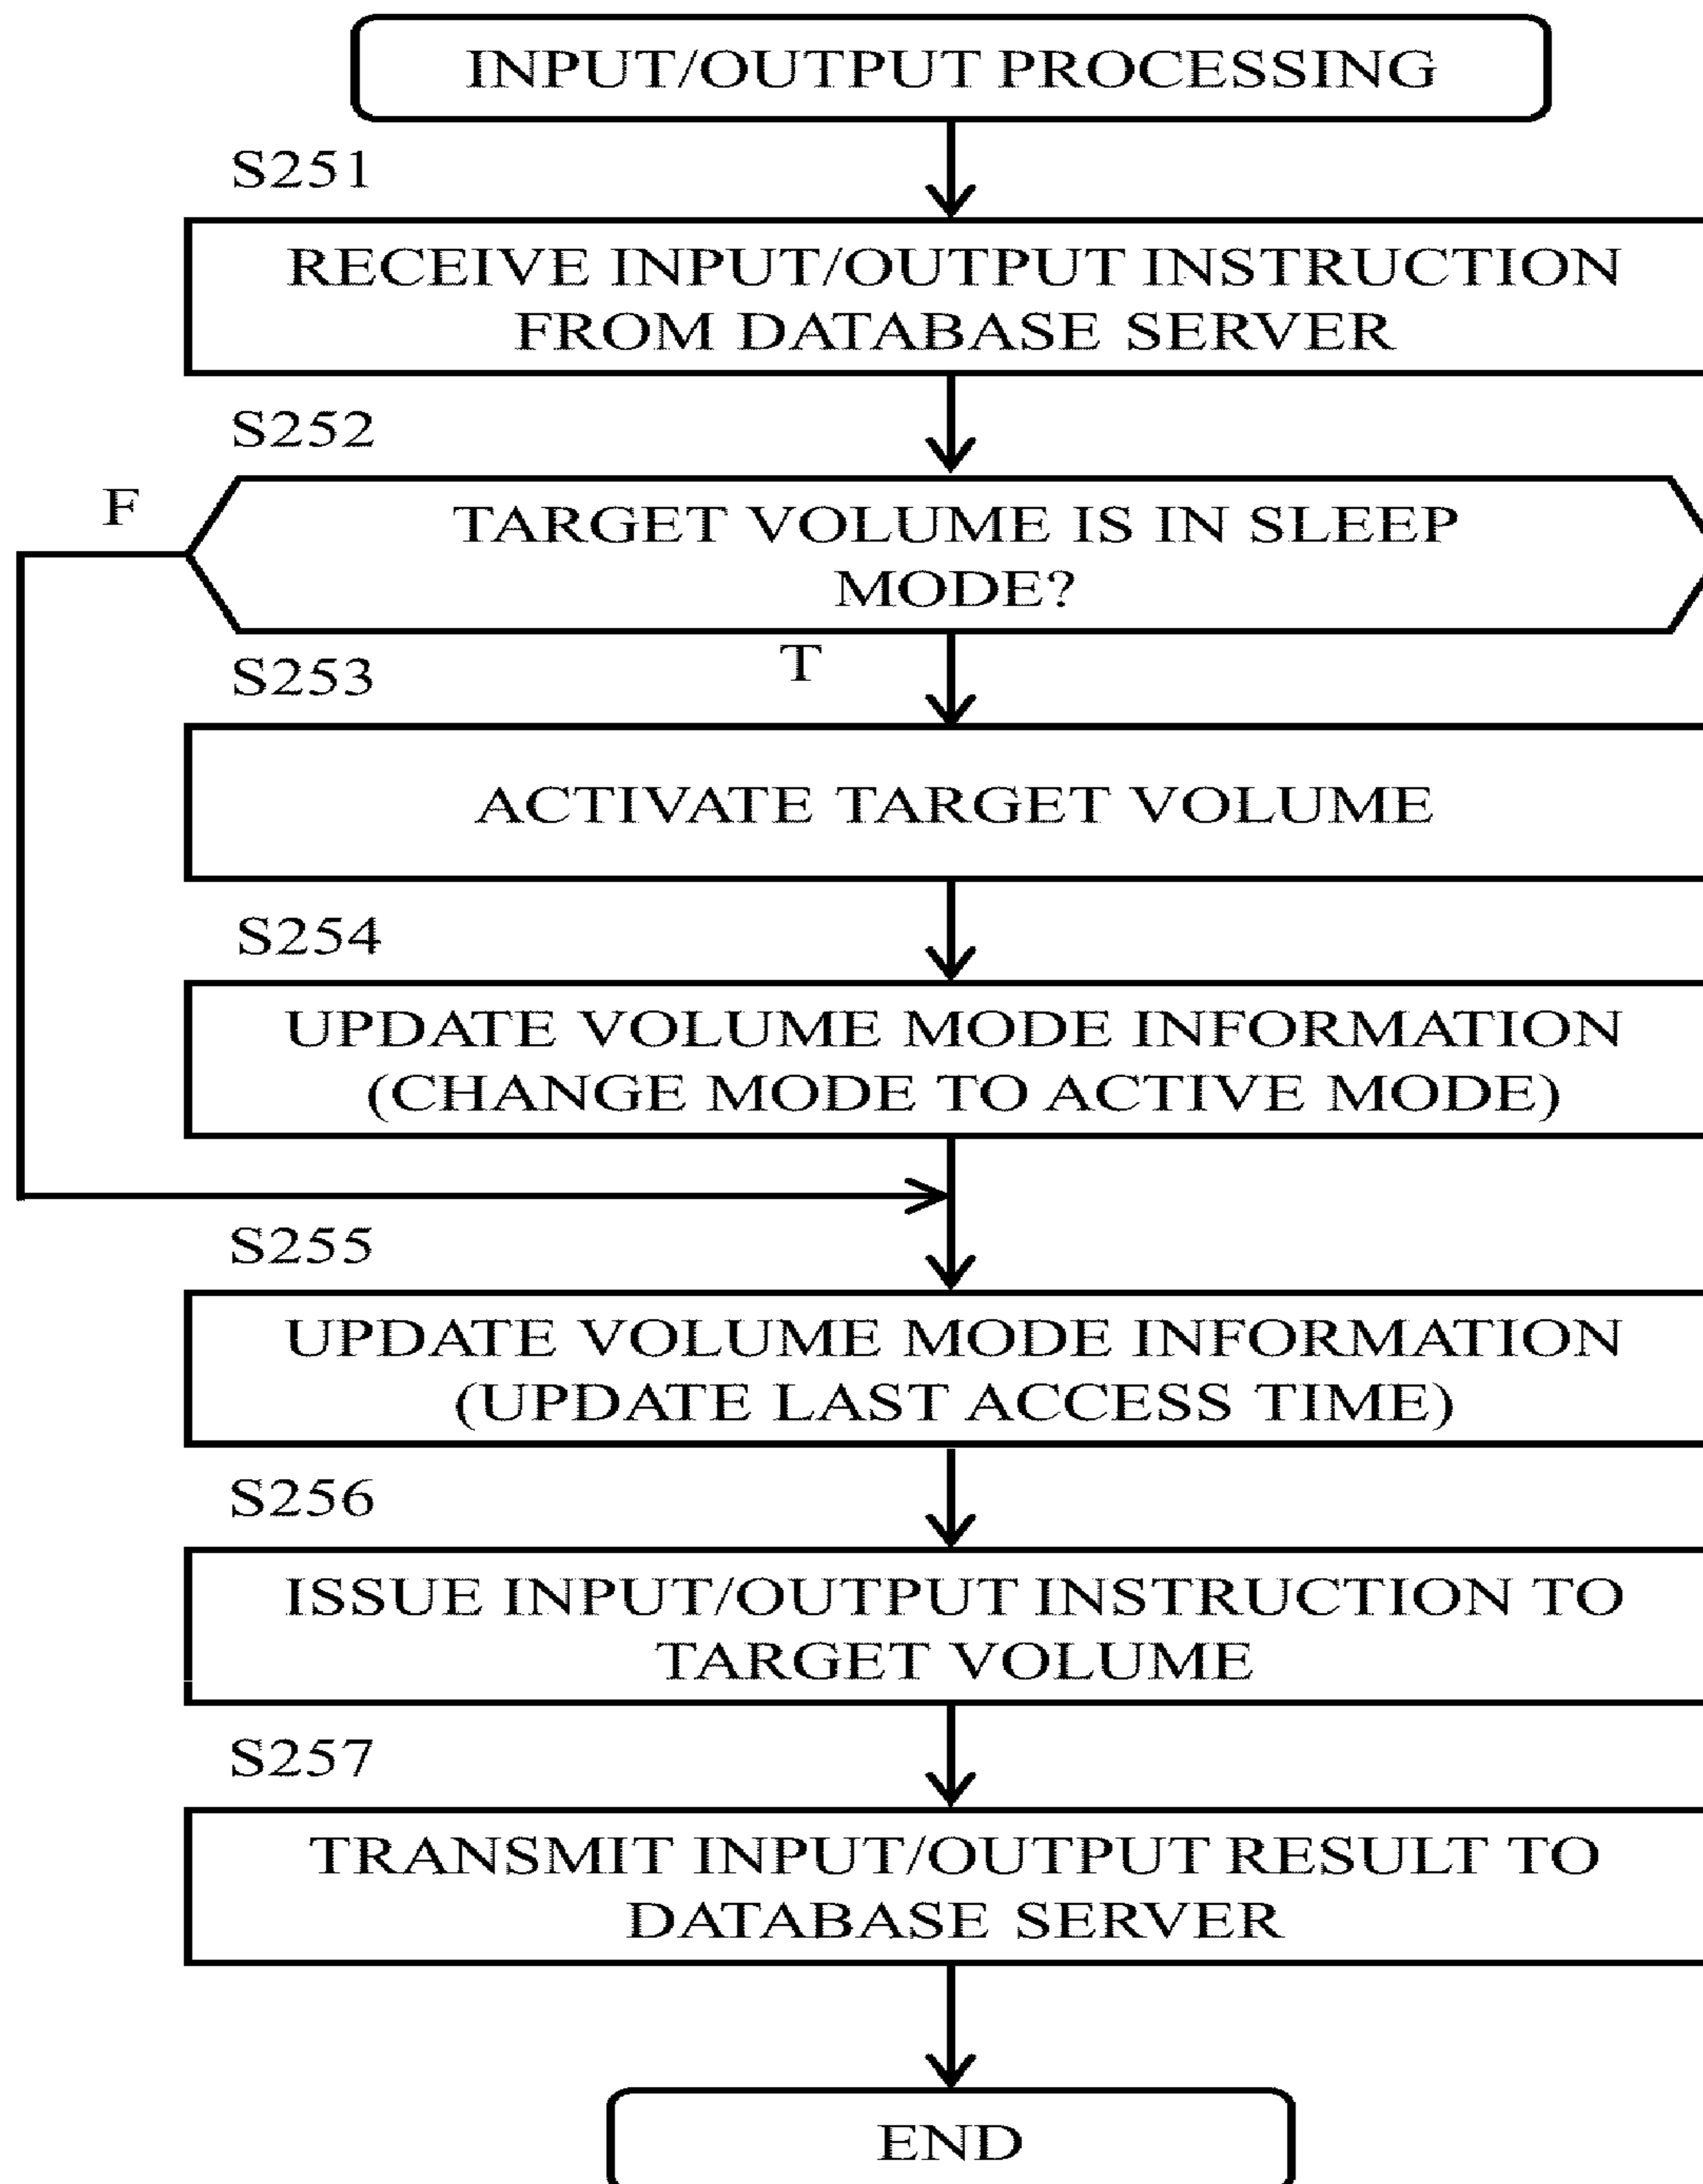 INPUT/OUTPUT PROCESSING
S251
RECEIVE INPUT/OUTPUT INSTRUCTION
FROM DATABASE SERVER
S252
F
TARGET VOLUME IS IN SLEEP
MODE?
T
S253
ACTIVATE TARGET VOLUME
S254
UPDATE VOLUME MODE INFORMATION
(CHANGE MODE TO ACTIVE MODE)
S255
UPDATE VOLUME MODE INFORMATION
(UPDATE LAST ACCESS TIME)
S256
ISSUE INPUT/OUTPUT INSTRUCTION TO
TARGET VOLUME
S257
TRANSMIT INPUT/OUTPUT RESULT TO
DATABASE SERVER
END